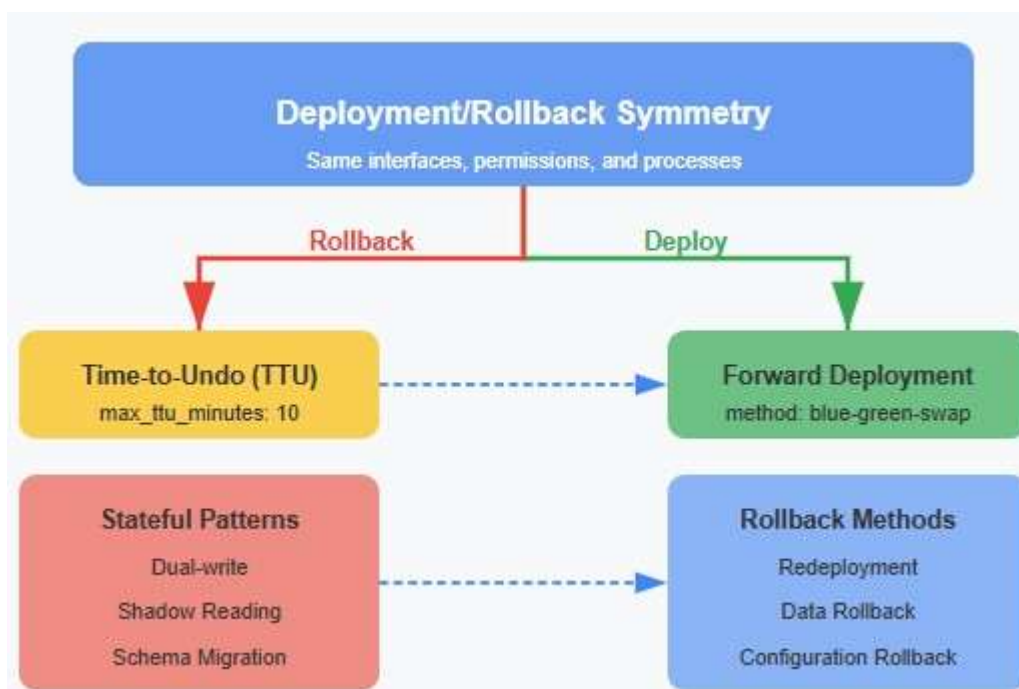 Deployment/Rollback Symmetry
Same interfaces, permissions, and processes
Rollback
Deploy
Time-to-Undo (TTU)
max_ttu_minutes: 10
Forward Deployment
method: blue-green-swap
Stateful Patterns
Dual-write
Shadow Reading
Schema Migration
Rollback Methods
Redeployment
Data Rollback
Configuration Rollback